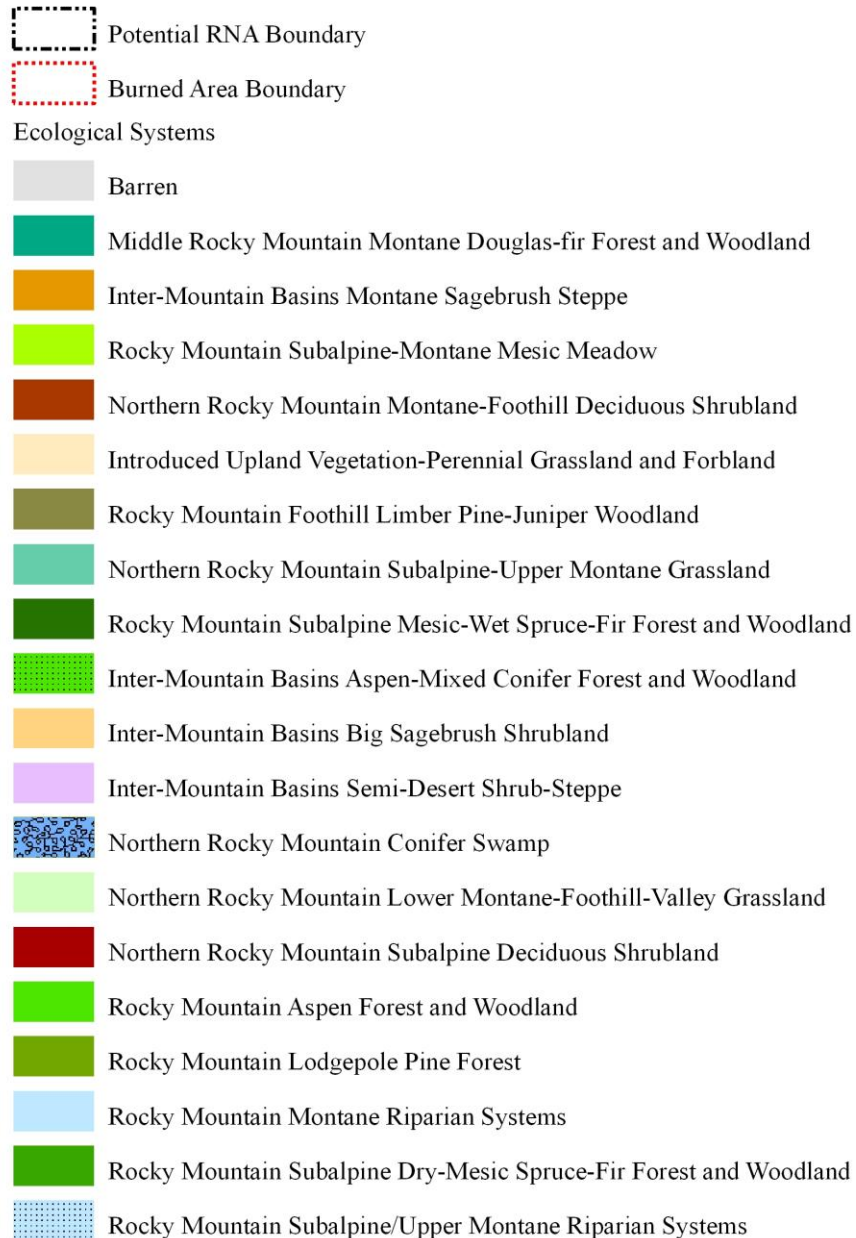 Potential RNA Boundary
Burned Area Boundary
Ecological Systems
Barren
Middle Rocky Mountain Montane Douglas-fir Forest and Woodland
Inter-Mountain Basins Montane Sagebrush Steppe
Rocky Mountain Subalpine-Montane Mesic Meadow
Northern Rocky Mountain Montane-Foothill Deciduous Shrubland
Introduced Upland Vegetation-Perennial Grassland and Forbland
Rocky Mountain Foothill Limber Pine-Juniper Woodland
Northern Rocky Mountain Subalpine-Upper Montane Grassland
Rocky Mountain Subalpine Mesic-Wet Spruce-Fir Forest and Woodland
Inter-Mountain Basins Aspen-Mixed Conifer Forest and Woodland
Inter-Mountain Basins Big Sagebrush Shrubland
Inter-Mountain Basins Semi-Desert Shrub-Steppe
Northern Rocky Mountain Conifer Swamp
Northern Rocky Mountain Lower Montane-Foothill-Valley Grassland
Northern Rocky Mountain Subalpine Deciduous Shrubland
Rocky Mountain Aspen Forest and Woodland
Rocky Mountain Lodgepole Pine Forest
Rocky Mountain Montane Riparian Systems
Rocky Mountain Subalpine Dry-Mesic Spruce-Fir Forest and Woodland
Rocky Mountain Subalpine/Upper Montane Riparian Systems